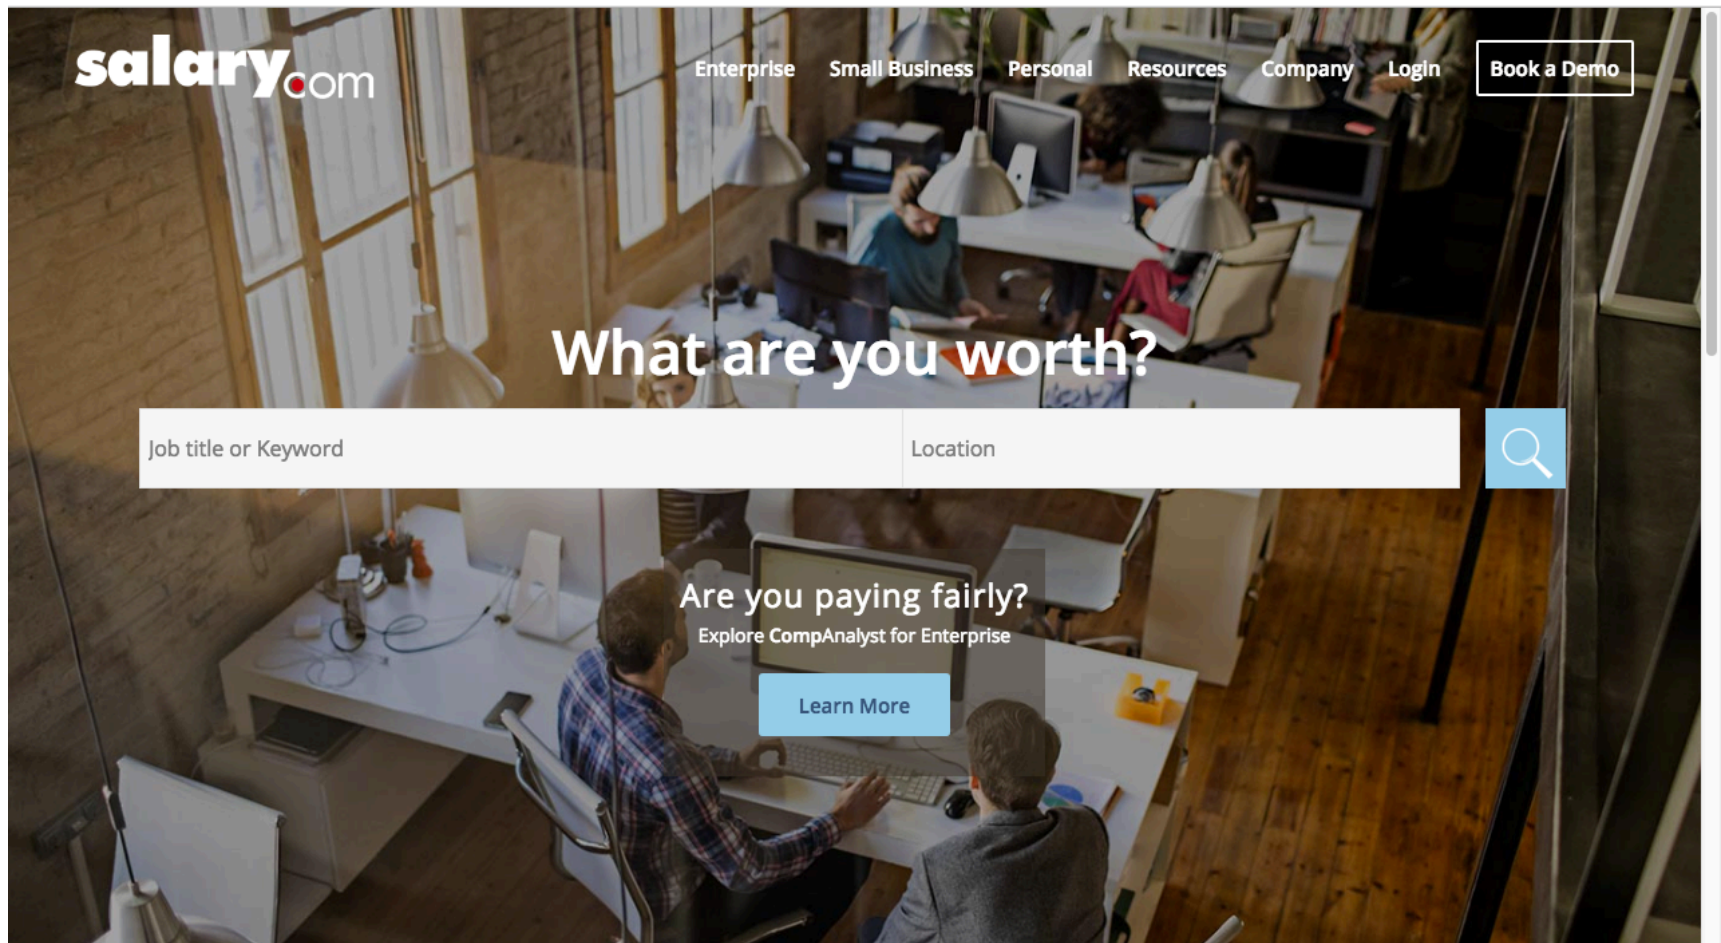 salary.com
Enterprise Small Business Personal Resources Company Login Book a Demo
What are you worth?
Job title or Keyword Location
Are you paying fairly?
Explore CompAnalyst for Enterprise
Learn More